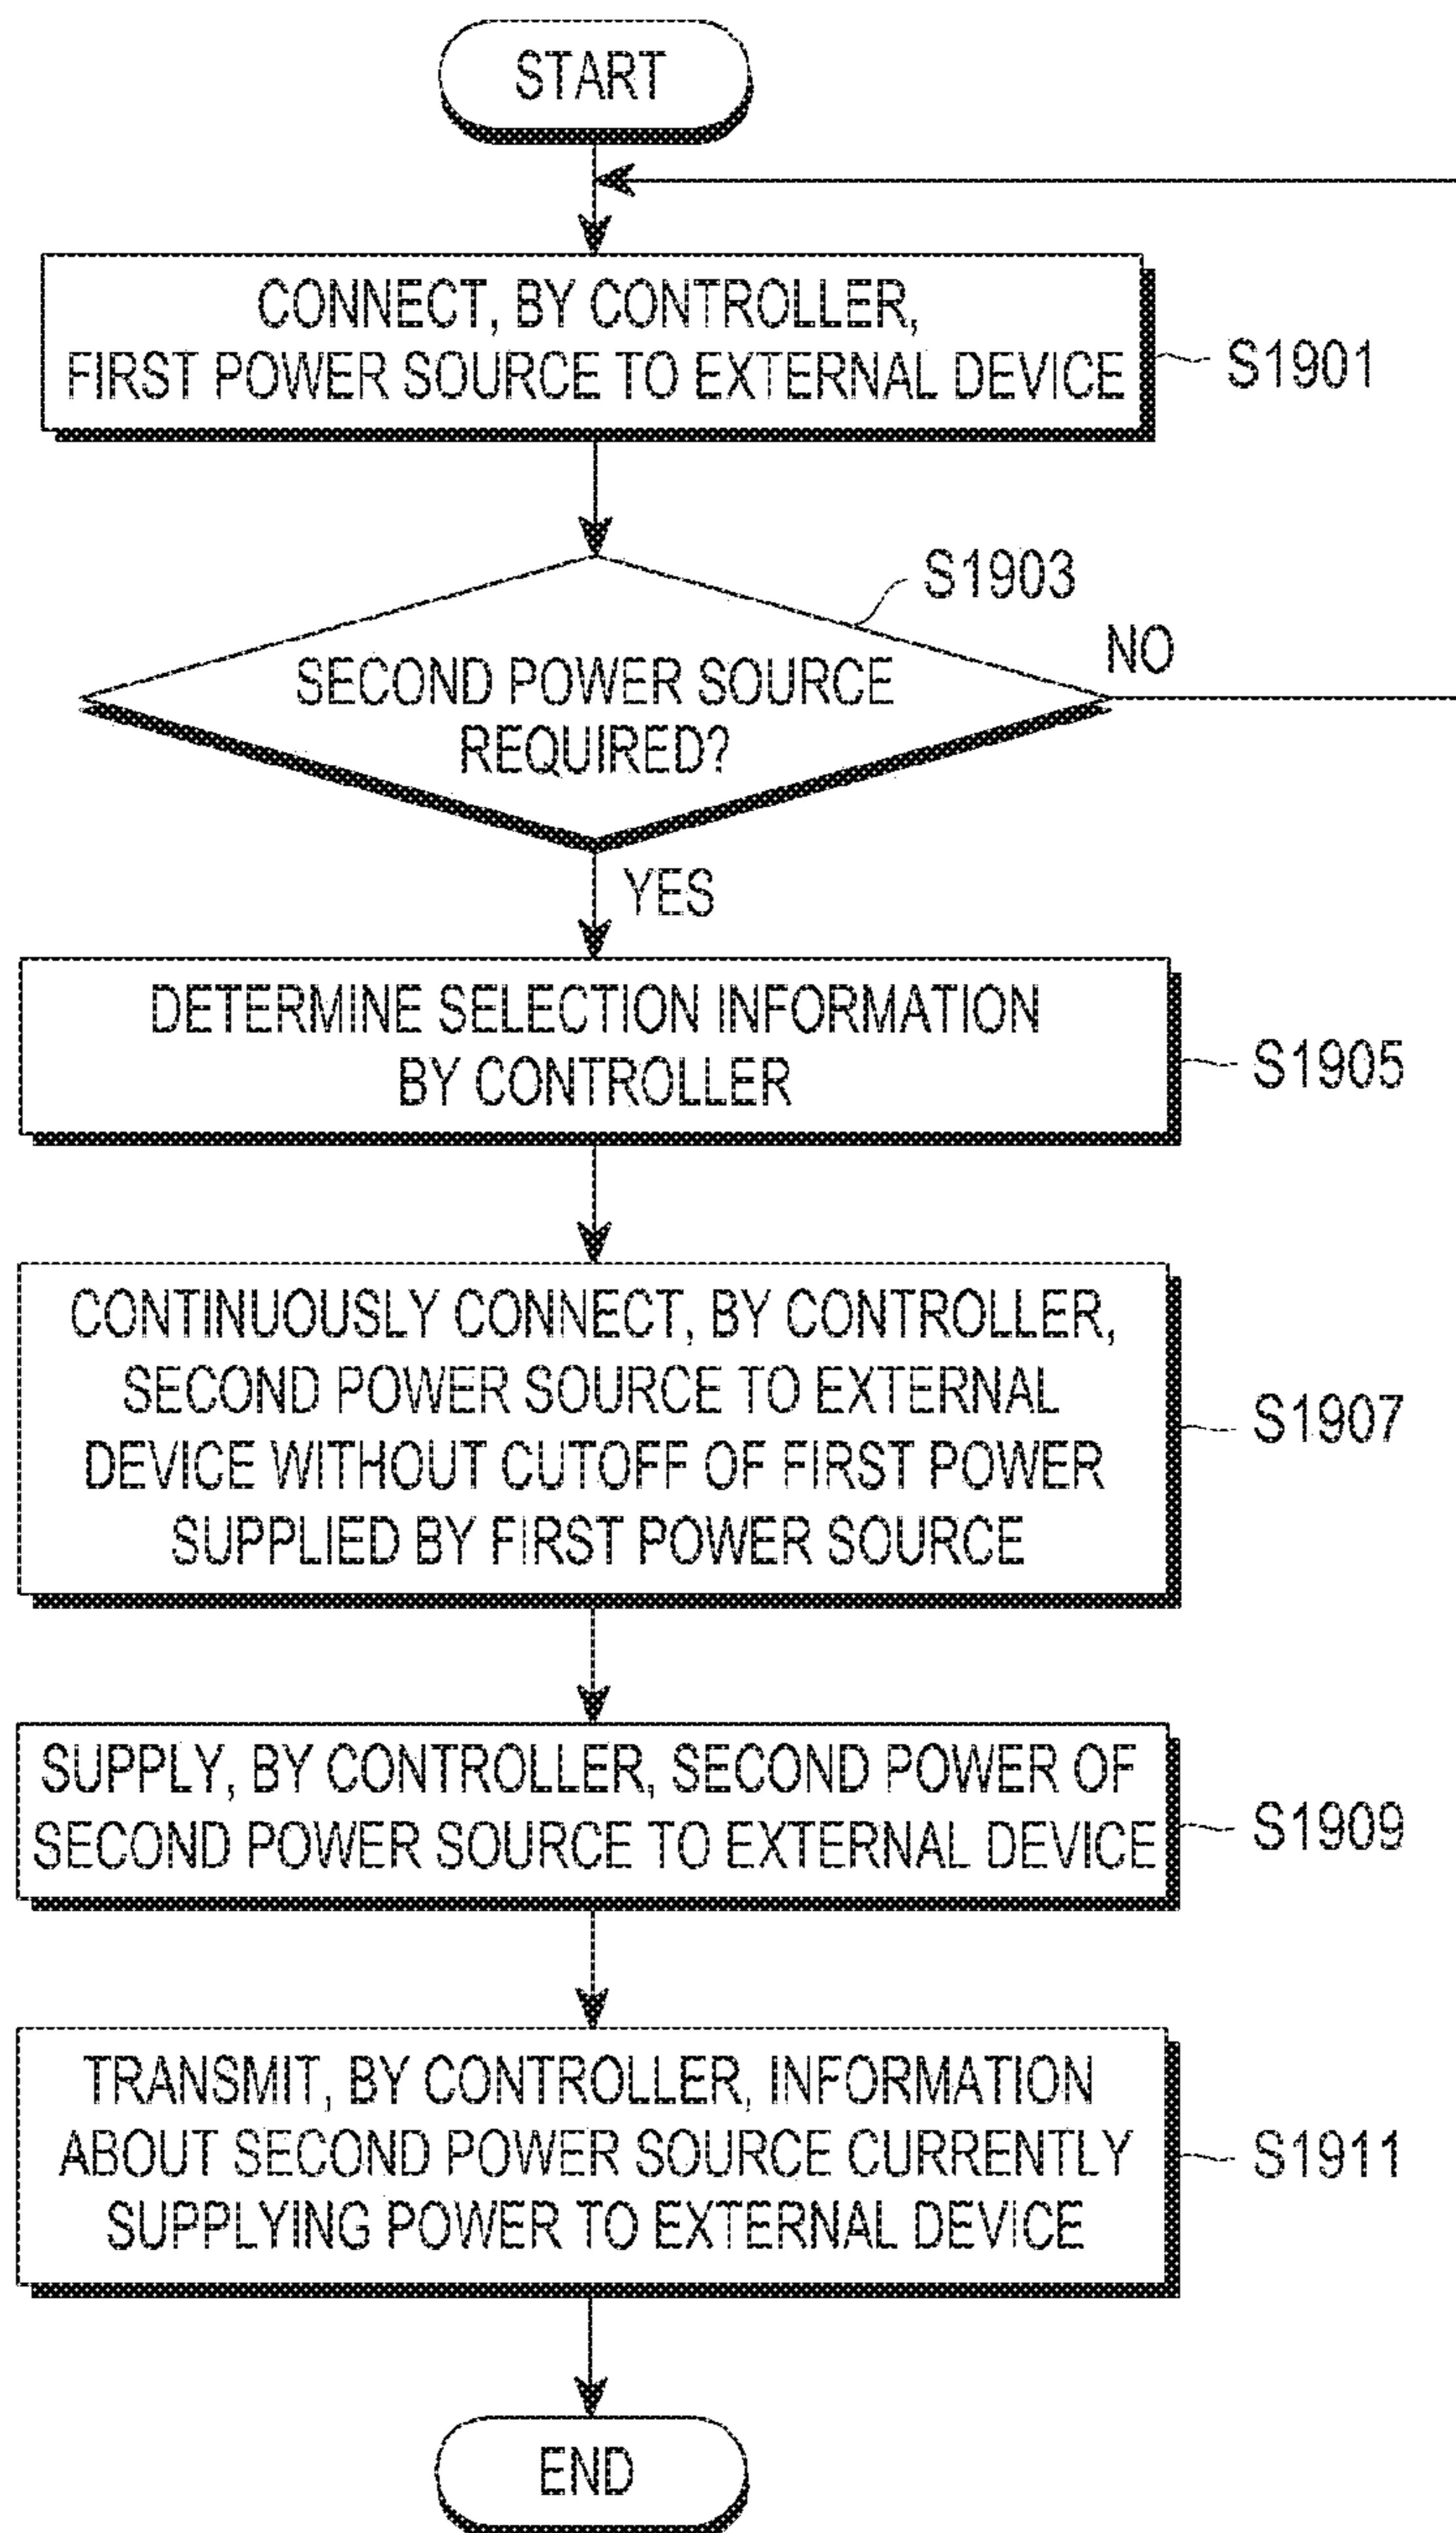 START
CONNECT, BY CONTROLLER,
FIRST POWER SOURCE TO EXTERNAL DEVICE
S1901
S1903
SECOND POWER SOURCE
REQUIRED?
NO
YES
DETERMINE SELECTION INFORMATION
BY CONTROLLER
S1905
CONTINUOUSLY CONNECT, BY CONTROLLER,
SECOND POWER SOURCE TO EXTERNAL
DEVICE WITHOUT CUTOFF OF FIRST POWER
SUPPLIED BY FIRST POWER SOURCE
S1907
SUPPLY, BY CONTROLLER, SECOND POWER OF
SECOND POWER SOURCE TO EXTERNAL DEVICE
S1909
TRANSMIT, BY CONTROLLER, INFORMATION
ABOUT SECOND POWER SOURCE CURRENTLY
SUPPLYING POWER TO EXTERNAL DEVICE
S1911
END